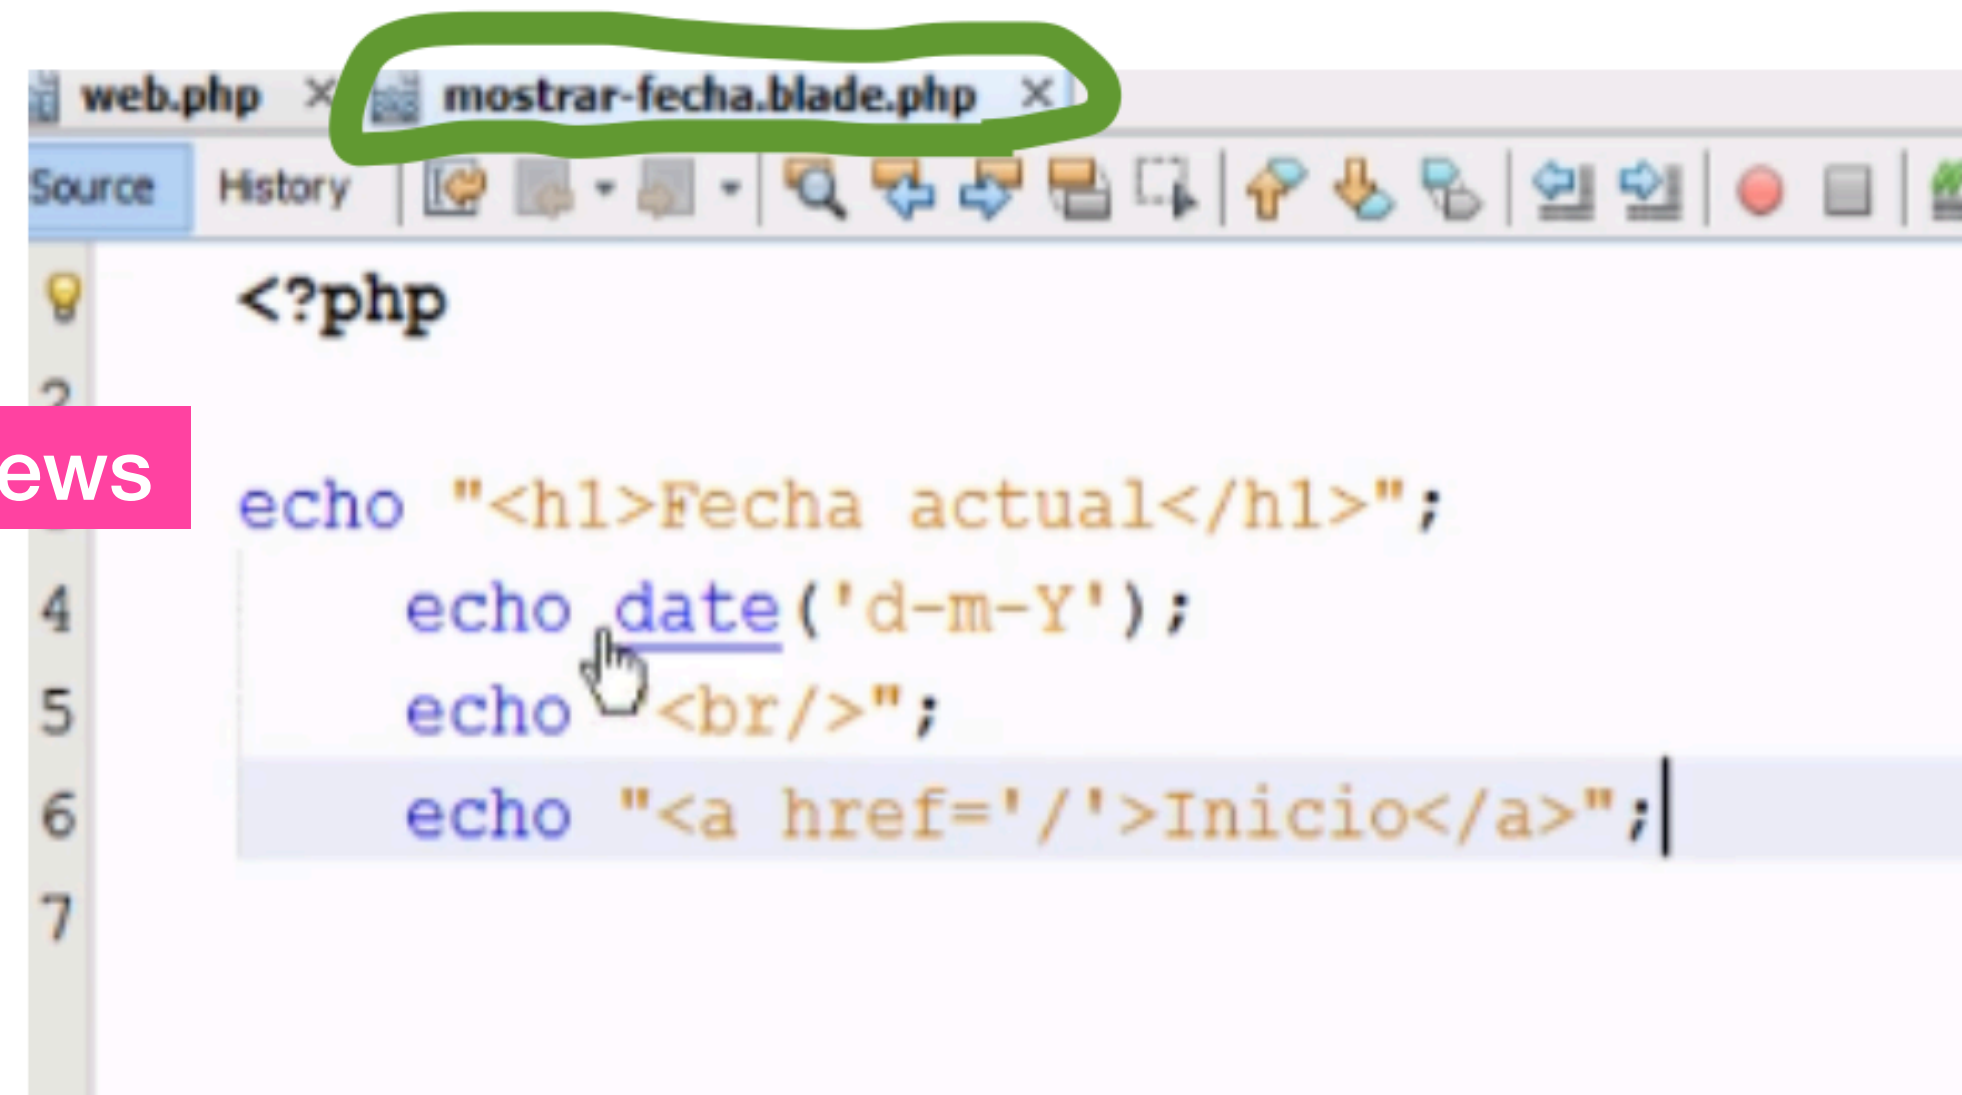 web.php
mostrar-fecha.blade.php
Source History
<?php
2
ews
echo "<h1>Fecha actual</h1>";
4 echo date('d-m-Y');
5 echo "<br/>";
6 echo "<a href='/'>Inicio</a>";
7